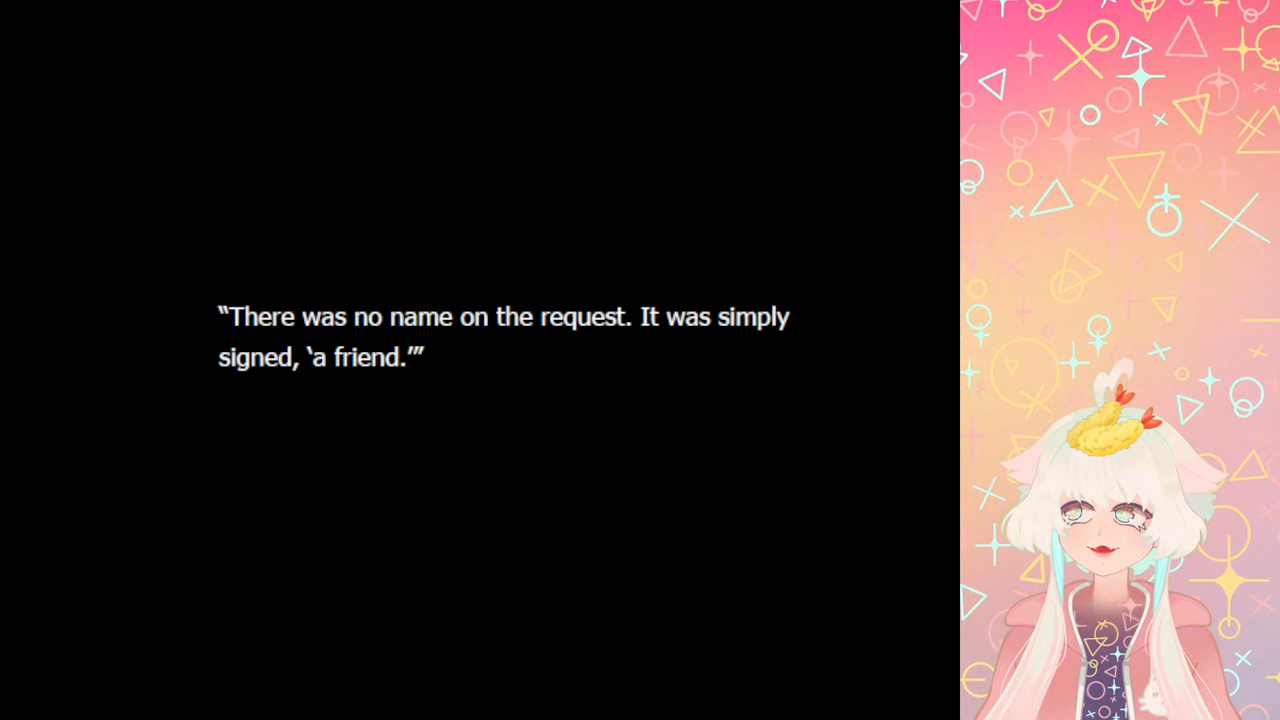 “There was no name on the request. It was simply
signed, ‘a friend.’”